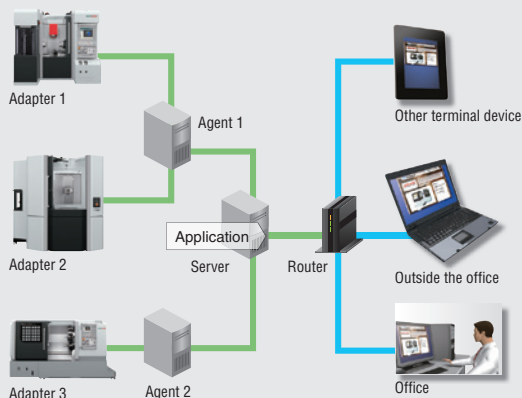 Adapter 1
Agent 1
Other terminal device
Adapter 2
Application
Server
Router
Outside the office
Adapter 3
Agent 2
Office